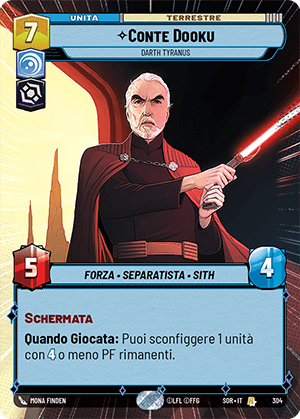 7
UNITÀ
TERRESTRE
✧CONTE DOOKU
DARTH TYRANUS
5
FORZA • SEPARATISTA • SITH
4
SCHERMATA
Quando Giocata: Puoi sconfiggere 1 unità
con 4 o meno PF rimanenti.
MONA FINDEN
©LFL ©FFG
SOR•IT
304